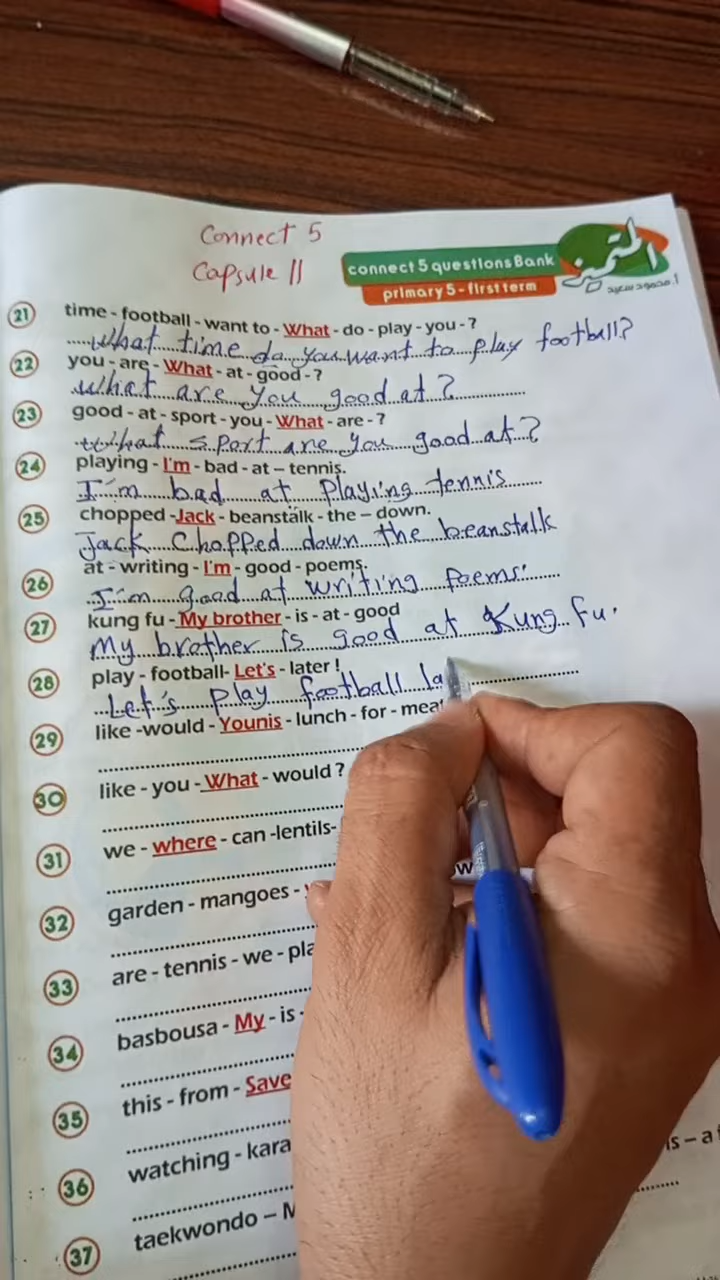 Connect 5
Capsule 11
connect 5 questions Bank
المتميز
primary 5 - first term
أ. محمود سعيد
21 time - football - want to - What - do - play - you - ?
What time do you want to play football?
22 you - are - What - at - good - ?
What are you good at?
23 good - at - sport - you - What - are - ?
What sport are you good at?
24 playing - I'm - bad - at – tennis.
I'm bad at playing tennis
25 chopped -Jack - beanstalk - the – down.
Jack Chopped down the beanstalk
26 at - writing - I'm - good - poems.
I'm good at writing Poems.
27 kung fu - My brother - is - at - good
My brother is good at Kung fu.
28 play - football- Let's - later !
Let's play football la
29 like -would - Younis - lunch - for - meat
30 like - you - What - would ?
31 we - where - can -lentils-
32 garden - mangoes -
33 are - tennis - we - pla
34 basbousa - My - is -
35 this - from - Save
36 watching - kara
is – a
37 taekwondo – M